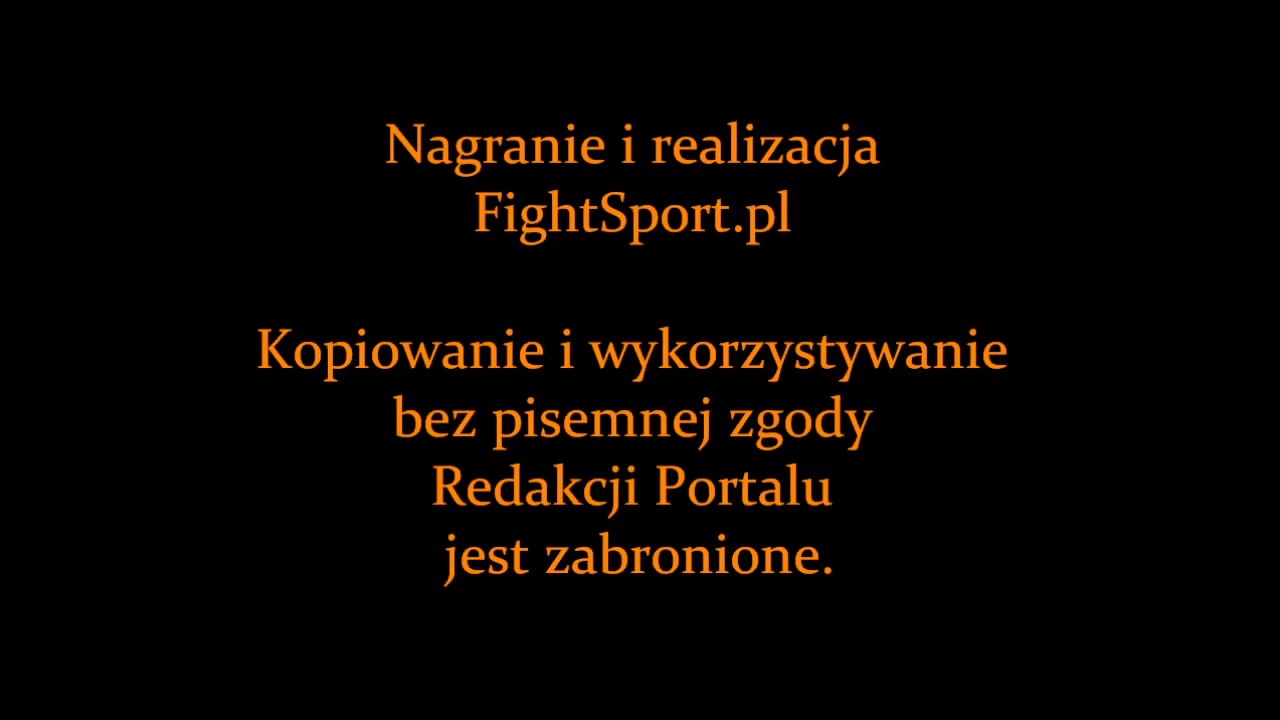 Nagranie i realizacja
FightSport.pl
Kopiowanie i wykorzystywanie
bez pisemnej zgody
Redakcji Portalu
jest zabronione.